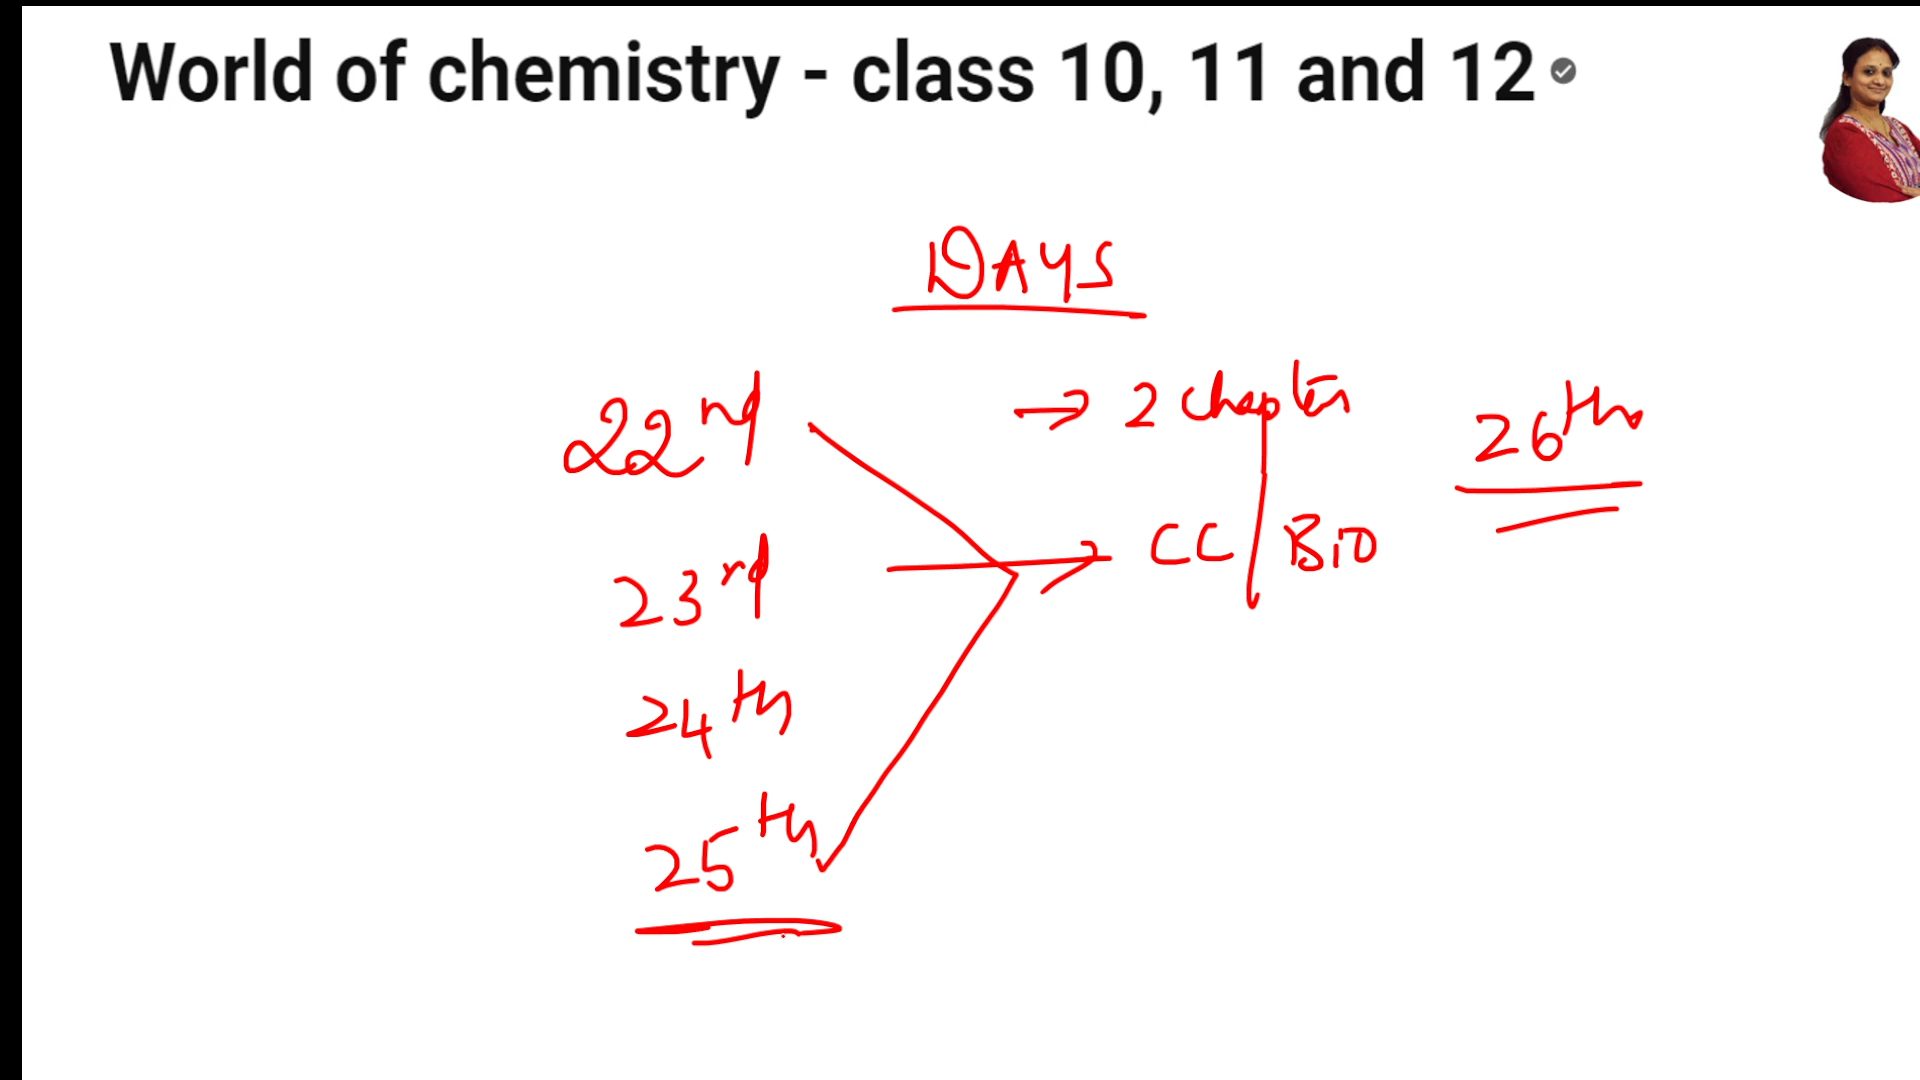 World of chemistry - class 10, 11 and 12
DAYS
22nd → 2 chapter 26th
23rd → CC / Bio
24th
25th